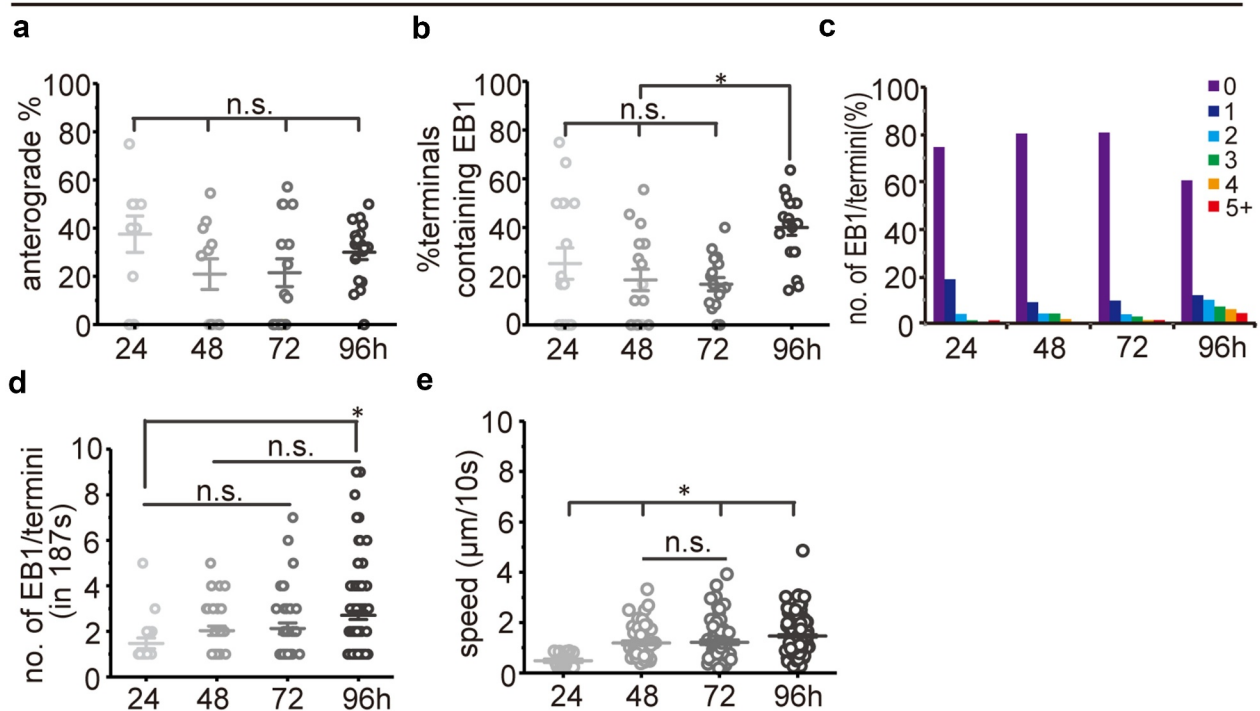 a
anterograde %
100
80
60
40
20
0
n.s.
24 48 72 96h
b
%terminals
containing EB1
100
80
60
40
20
0
*
n.s.
24 48 72 96h
c
no. of EB1/termini(%)
100
80
60
40
20
0
0
1
2
3
4
5+
24 48 72 96h
d
no. of EB1/termini
(in 187s)
10
8
6
4
2
0
*
n.s.
n.s.
24 48 72 96h
e
speed (μm/10s)
10
8
6
4
2
0
*
n.s.
24 48 72 96h